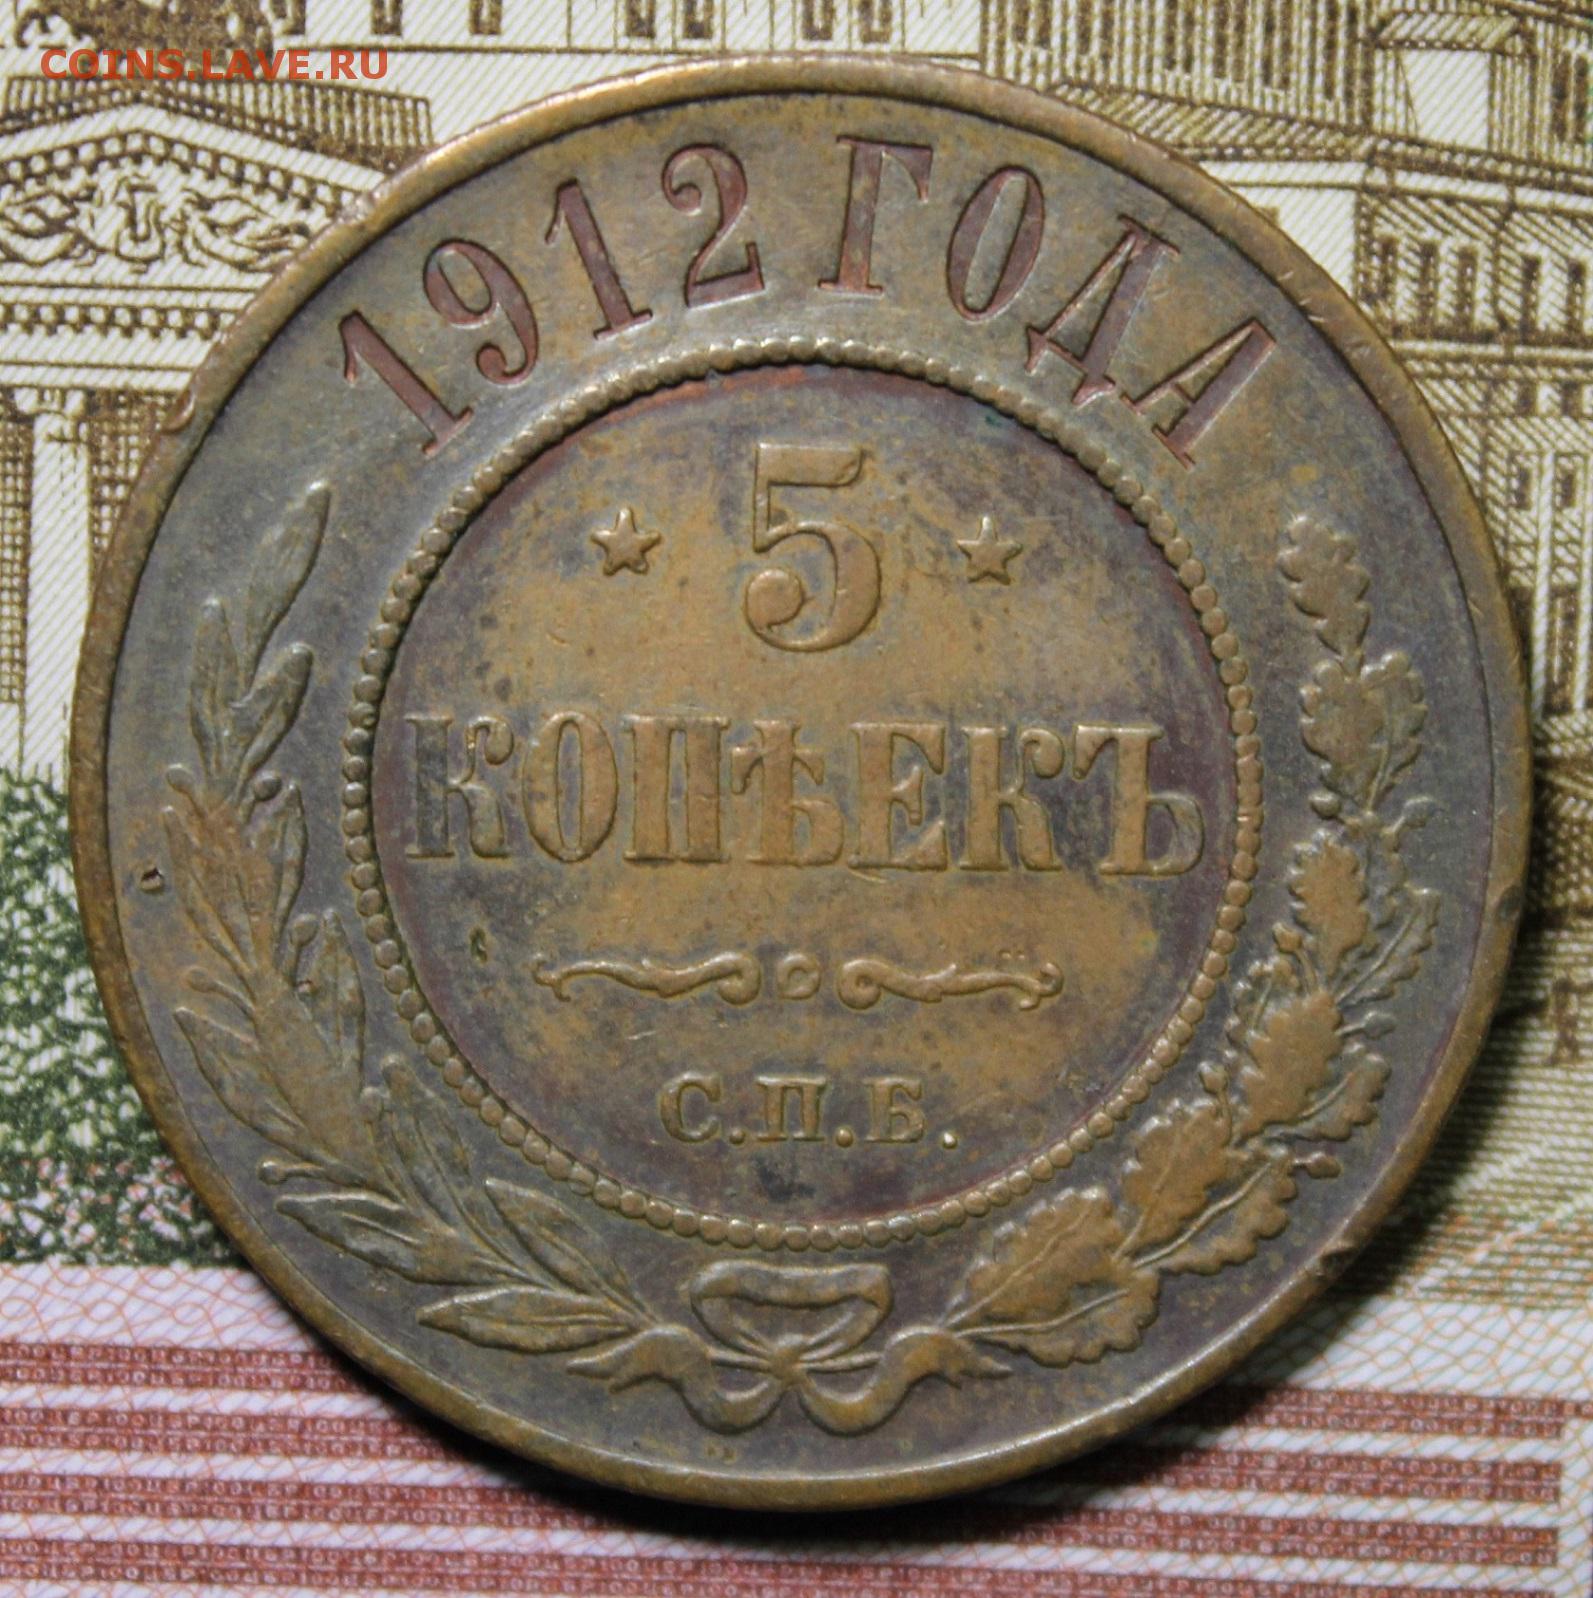 COINS.LAVE.RU
1912 ГОДА
5
КОПѢЕКЪ
С.П.Б.